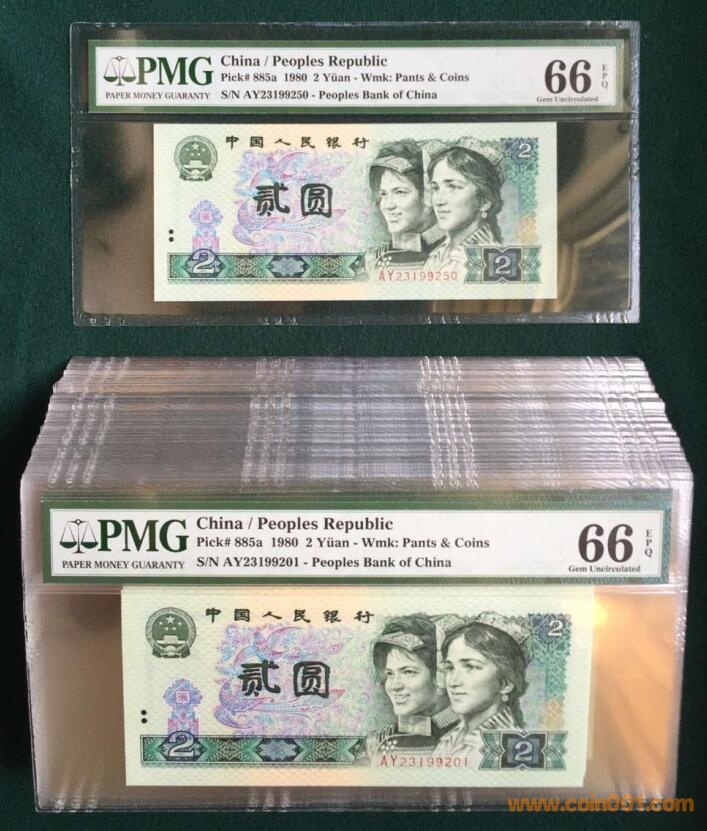 PMG
PAPER MONEY GUARANTY
China / Peoples Republic
Pick# 885a 1980 2 Yüan - Wmk: Pants & Coins
S/N AY23199250 - Peoples Bank of China
66 EPQ
Gem Uncirculated
中国人民银行
贰圆
2
2
2
AY23199250
PMG
PAPER MONEY GUARANTY
China / Peoples Republic
Pick# 885a 1980 2 Yüan - Wmk: Pants & Coins
S/N AY23199201 - Peoples Bank of China
66 EPQ
Gem Uncirculated
中国人民银行
贰圆
2
2
2
AY23199201
www.coin001.com